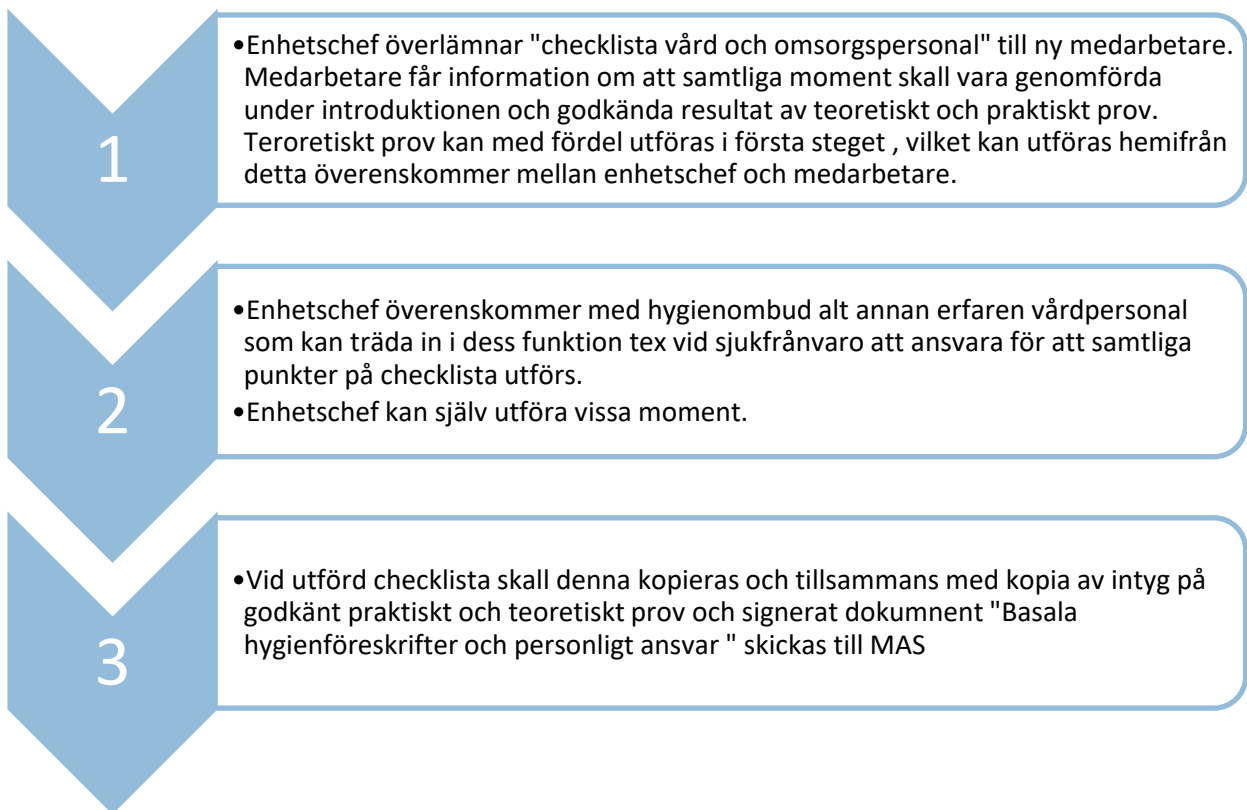 1
•Enhetschef överlämnar "checklista vård och omsorgspersonal" till ny medarbetare.
Medarbetare får information om att samtliga moment skall vara genomförda
under introduktionen och godkända resultat av teoretiskt och praktiskt prov.
Teroretiskt prov kan med fördel utföras i första steget , vilket kan utföras hemifrån
detta överenskommer mellan enhetschef och medarbetare.
2
•Enhetschef överenskommer med hygienombud alt annan erfaren vårdpersonal
som kan träda in i dess funktion tex vid sjukfrånvaro att ansvara för att samtliga
punkter på checklista utförs.
•Enhetschef kan själv utföra vissa moment.
3
•Vid utförd checklista skall denna kopieras och tillsammans med kopia av intyg på
godkänt praktiskt och teoretiskt prov och signerat dokumnent "Basala
hygienföreskrifter och personligt ansvar " skickas till MAS